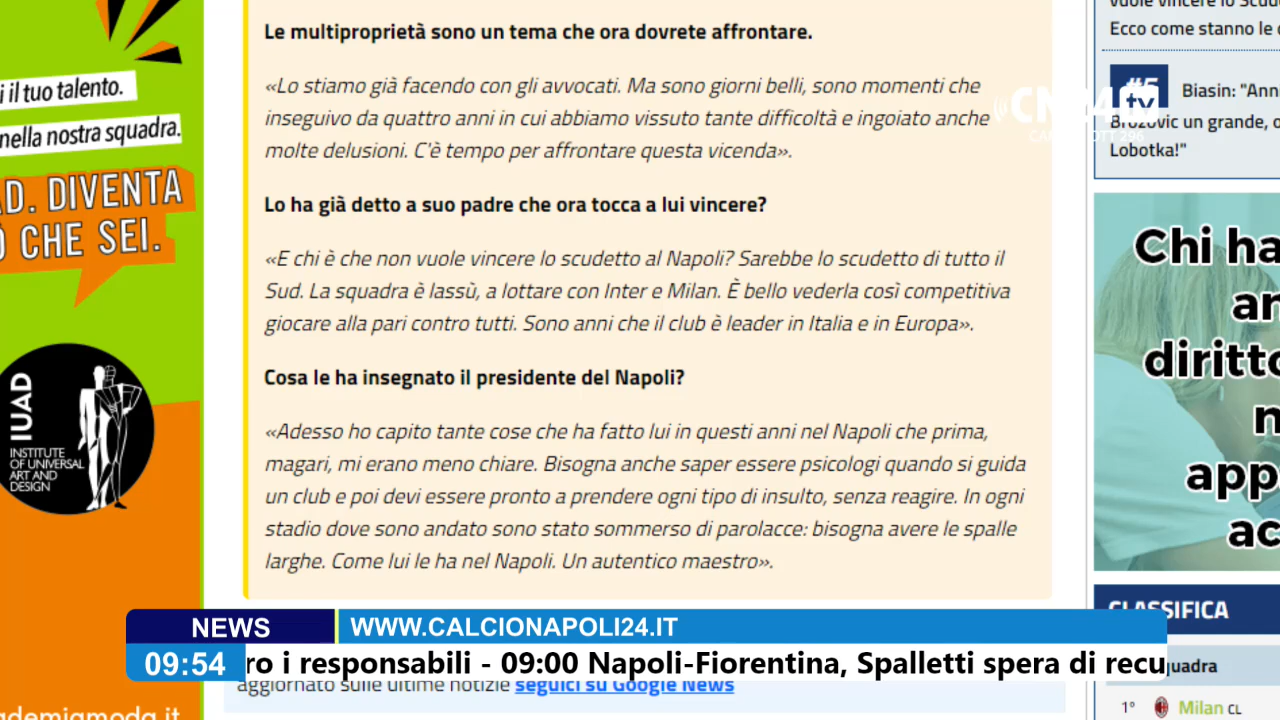 i il tuo talento.
nella nostra squadra.
AD. DIVENTA
Ò CHE SEI.
IUAD
INSTITUTE
OF UNIVERSAL
ART AND
DESIGN
ademiamoda.it
Le multiproprietà sono un tema che ora dovrete affrontare.
«Lo stiamo già facendo con gli avvocati. Ma sono giorni belli, sono momenti che
inseguivo da quattro anni in cui abbiamo vissuto tante difficoltà e ingoiato anche
molte delusioni. C'è tempo per affrontare questa vicenda».
Lo ha già detto a suo padre che ora tocca a lui vincere?
«E chi è che non vuole vincere lo scudetto al Napoli? Sarebbe lo scudetto di tutto il
Sud. La squadra è lassù, a lottare con Inter e Milan. È bello vederla così competitiva
giocare alla pari contro tutti. Sono anni che il club è leader in Italia e in Europa».
Cosa le ha insegnato il presidente del Napoli?
«Adesso ho capito tante cose che ha fatto lui in questi anni nel Napoli che prima,
magari, mi erano meno chiare. Bisogna anche saper essere psicologi quando si guida
un club e poi devi essere pronto a prendere ogni tipo di insulto, senza reagire. In ogni
stadio dove sono andato sono stato sommerso di parolacce: bisogna avere le spalle
larghe. Come lui le ha nel Napoli. Un autentico maestro».
aggiornato sulle ultime notizie seguici su Google News
vuole vincere lo Scud
Ecco come stanno le
#5 Biasin: "Ann
Brozovic un grande,
Lobotka!"
CN24 tv
Chi ha
an
diritto
n
app
ac
CLASSIFICA
quadra
1° Milan CL
NEWS
WWW.CALCIONAPOLI24.IT
09:54
ro i responsabili - 09:00 Napoli-Fiorentina, Spalletti spera di recu